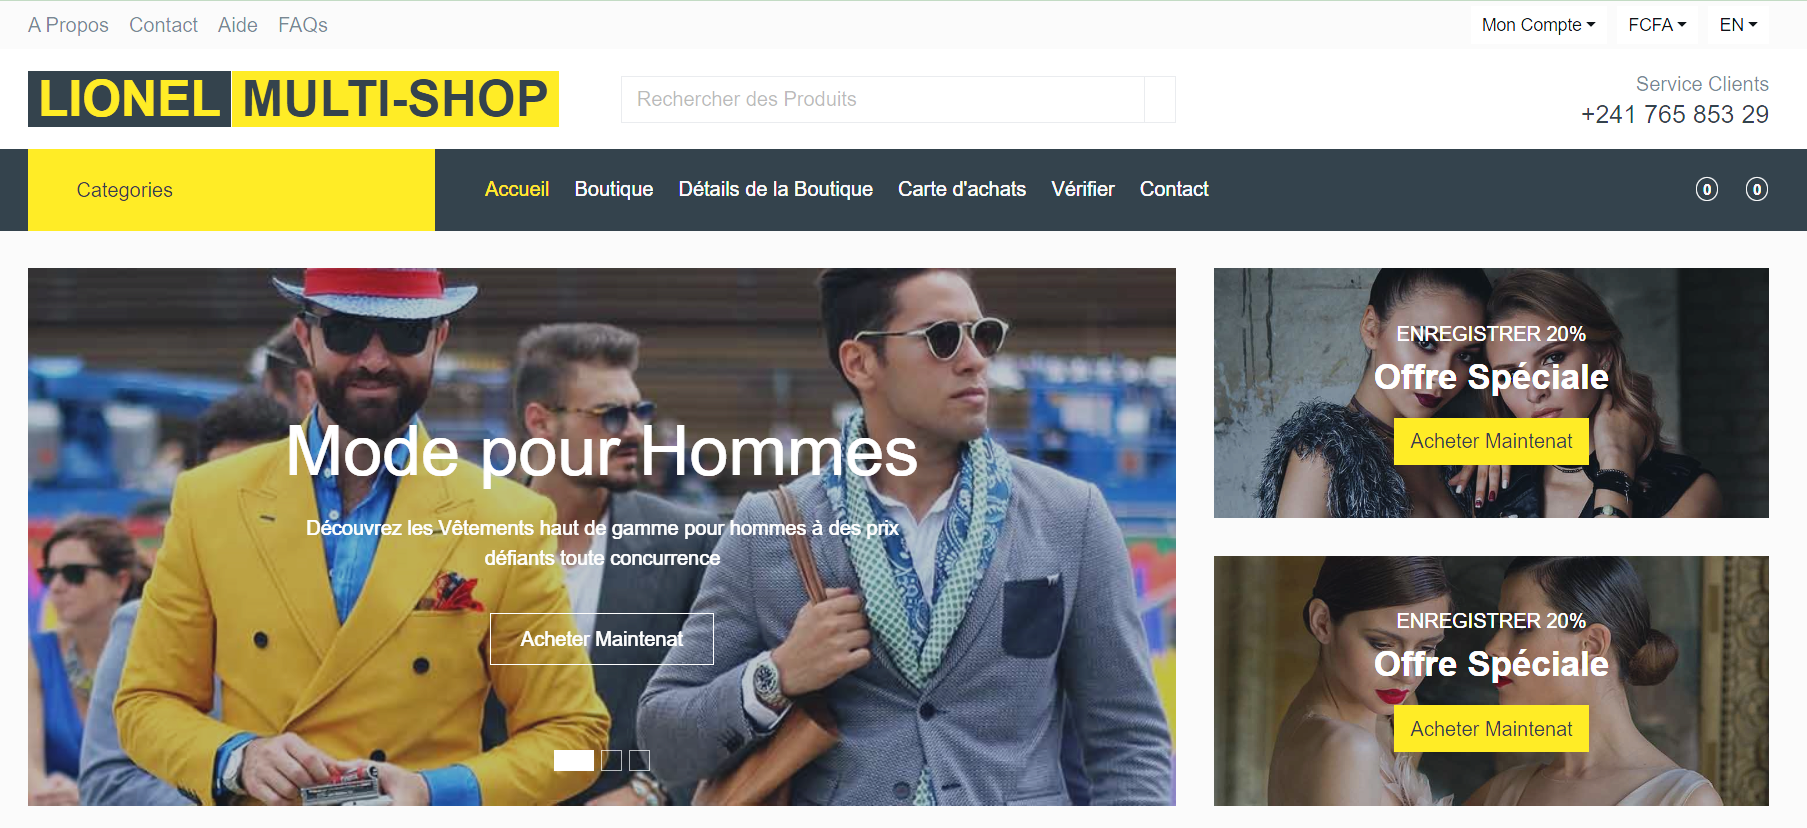 A Propos Contact Aide FAQs
Mon Compte FCFA EN
LIONEL MULTI-SHOP
Rechercher des Produits
Service Clients
+241 765 853 29
Categories
Accueil Boutique Détails de la Boutique Carte d'achats Vérifier Contact
0 0
Mode pour Hommes
Découvrez les Vêtements haut de gamme pour hommes à des prix
défiants toute concurrence
Acheter Maintenat
ENREGISTRER 20%
Offre Spéciale
Acheter Maintenat
ENREGISTRER 20%
Offre Spéciale
Acheter Maintenat